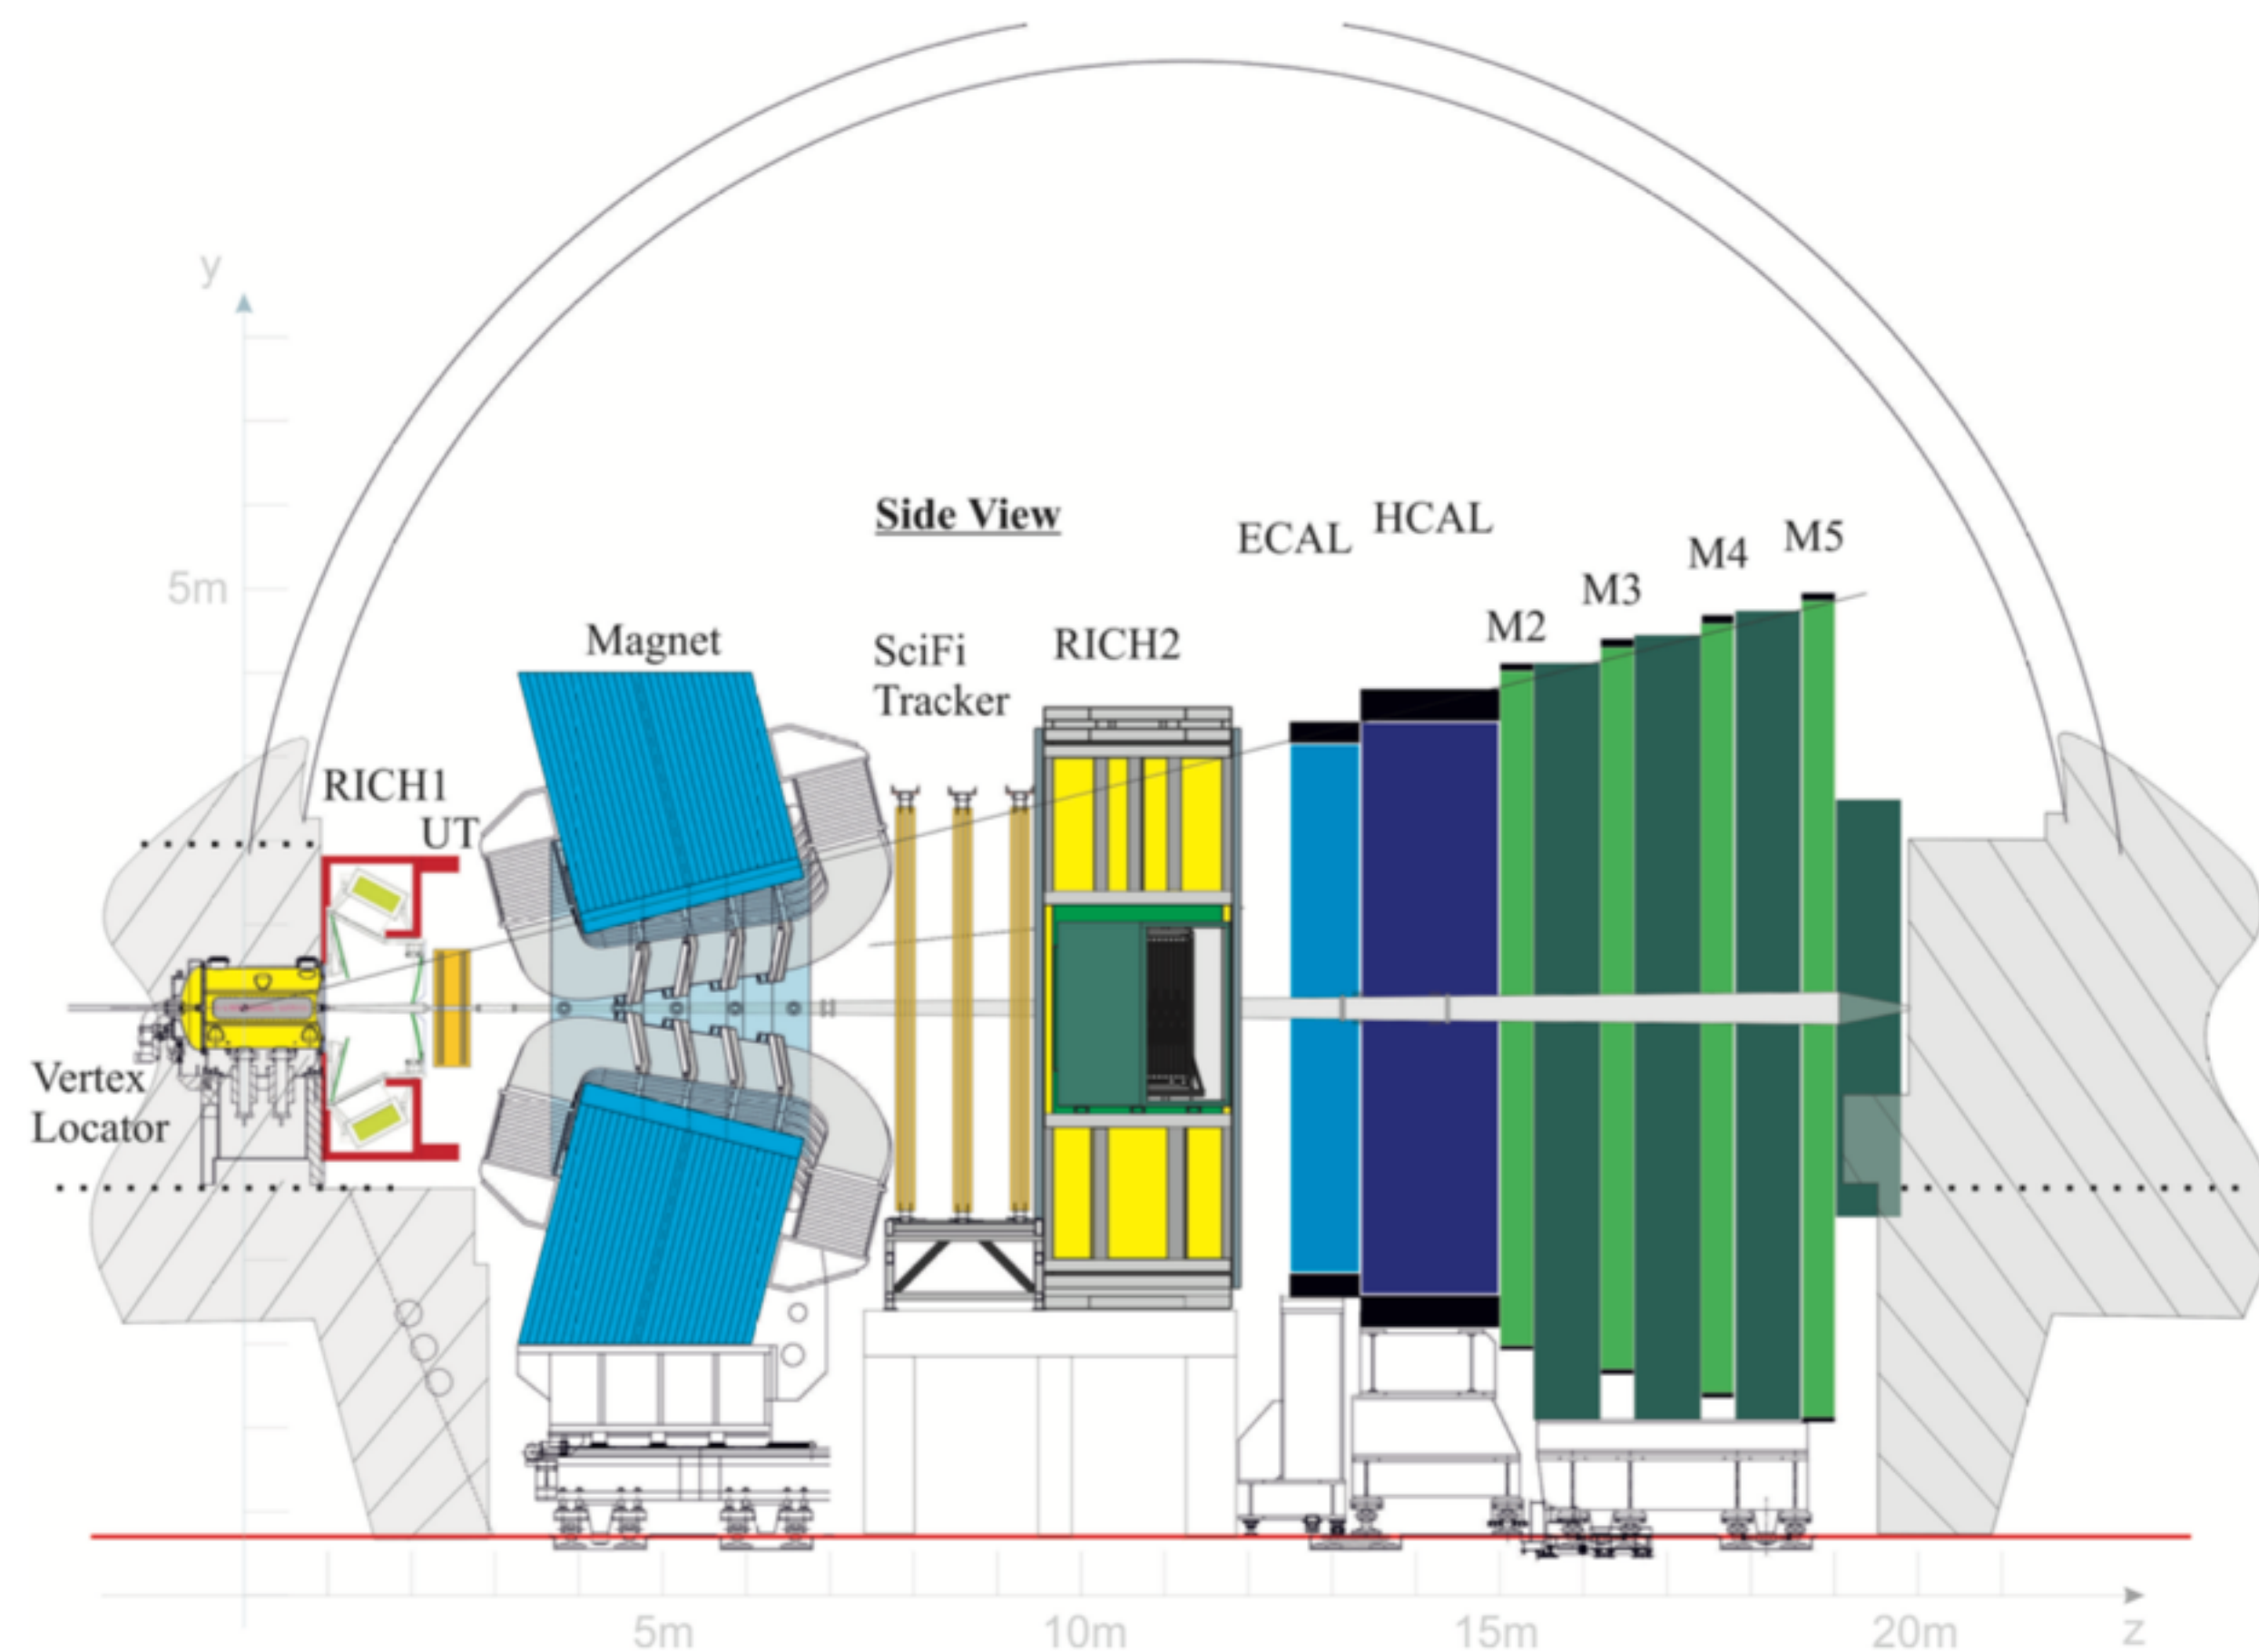 y
Side View
ECAL
HCAL
M5
M4
M3
5m
M2
Magnet
SciFi
Tracker
RICH2
RICH1
UT
Vertex
Locator
5m
10m
15m
20m
z